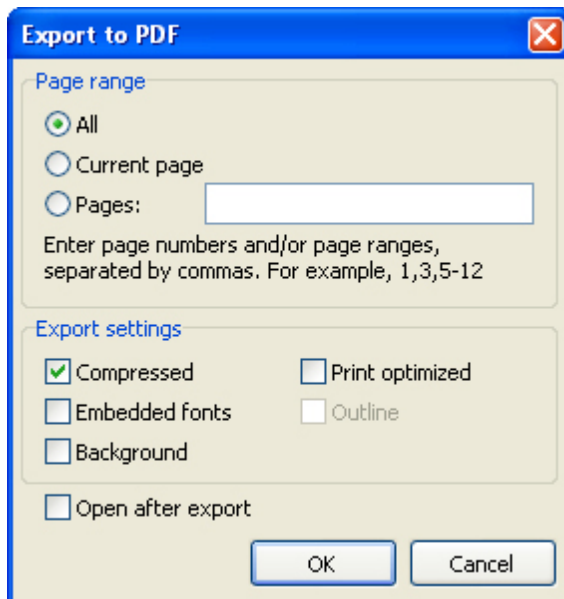 Export to PDF
Page range
All
Current page
Pages:
Enter page numbers and/or page ranges,
separated by commas. For example, 1,3,5-12
Export settings
Compressed
Print optimized
Embedded fonts
Outline
Background
Open after export
OK
Cancel